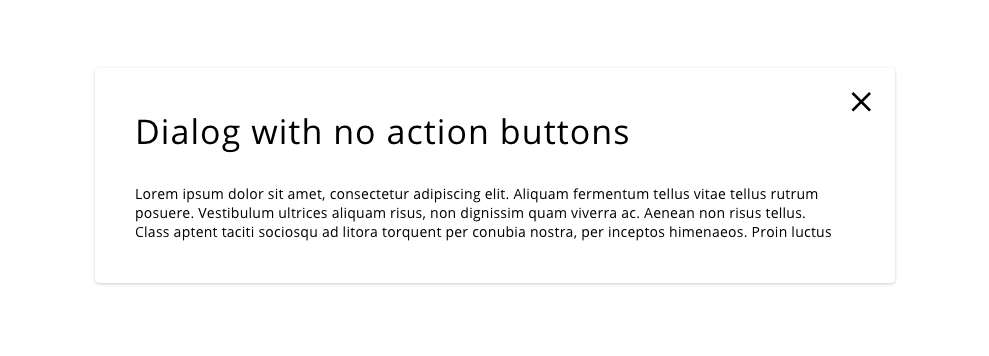 Dialog with no action buttons
Lorem ipsum dolor sit amet, consectetur adipiscing elit. Aliquam fermentum tellus vitae tellus rutrum
posuere. Vestibulum ultrices aliquam risus, non dignissim quam viverra ac. Aenean non risus tellus.
Class aptent taciti sociosqu ad litora torquent per conubia nostra, per inceptos himenaeos. Proin luctus